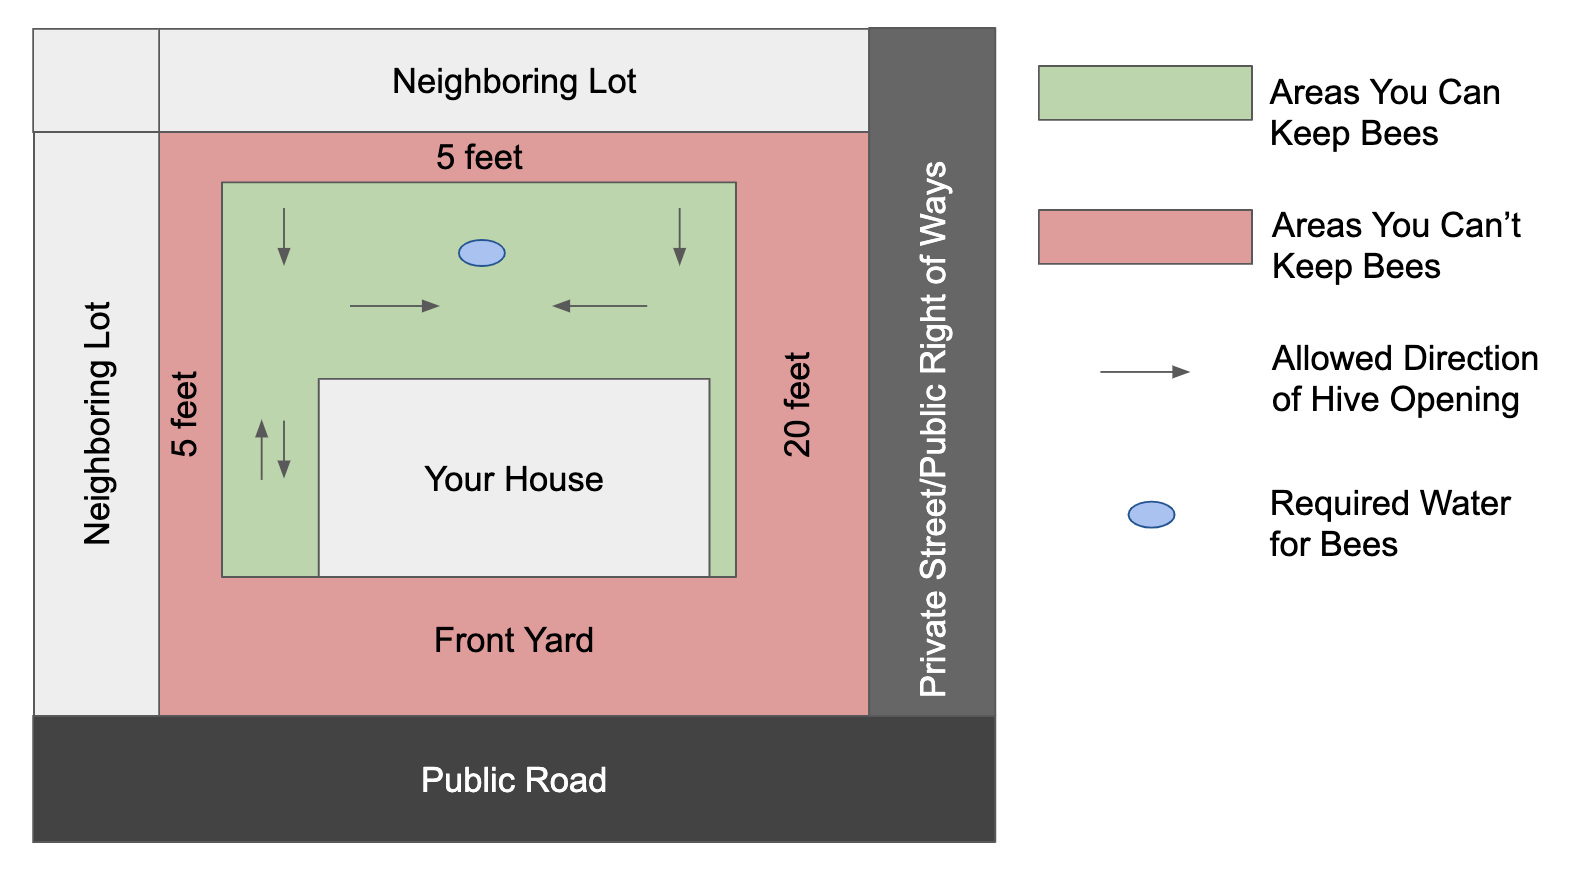 Neighboring Lot
5 feet
Neighboring Lot
5 feet
Your House
20 feet
Private Street/Public Right of Ways
Front Yard
Public Road
Areas You Can
Keep Bees
Areas You Can’t
Keep Bees
Allowed Direction
of Hive Opening
Required Water
for Bees